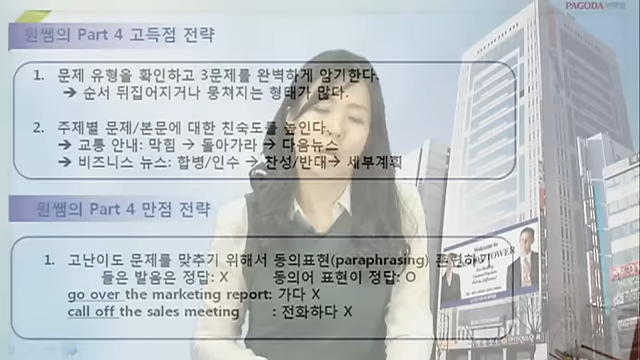 PAGODA
원쌤의 Part 4 고득점 전략
1. 문제 유형을 확인하고 3문제를 완벽하게 암기한다.
➔ 순서 뒤집어지거나 뭉쳐지는 형태가 많다.
2. 주제별 문제/본문에 대한 친숙도를 높인다.
➔ 교통 안내: 막힘 ➔ 돌아가라 ➔ 다음뉴스
➔ 비즈니스 뉴스: 합병/인수 ➔ 찬성/반대➔ 세부계획
원쌤의 Part 4 만점 전략
1. 고난이도 문제를 맞추기 위해서 동의표현(paraphrasing) 훈련하기
들은 발음은 정답: X 동의어 표현이 정답: O
go over the marketing report: 가다 X
call off the sales meeting : 전화하다 X
Welcome to
TOWER